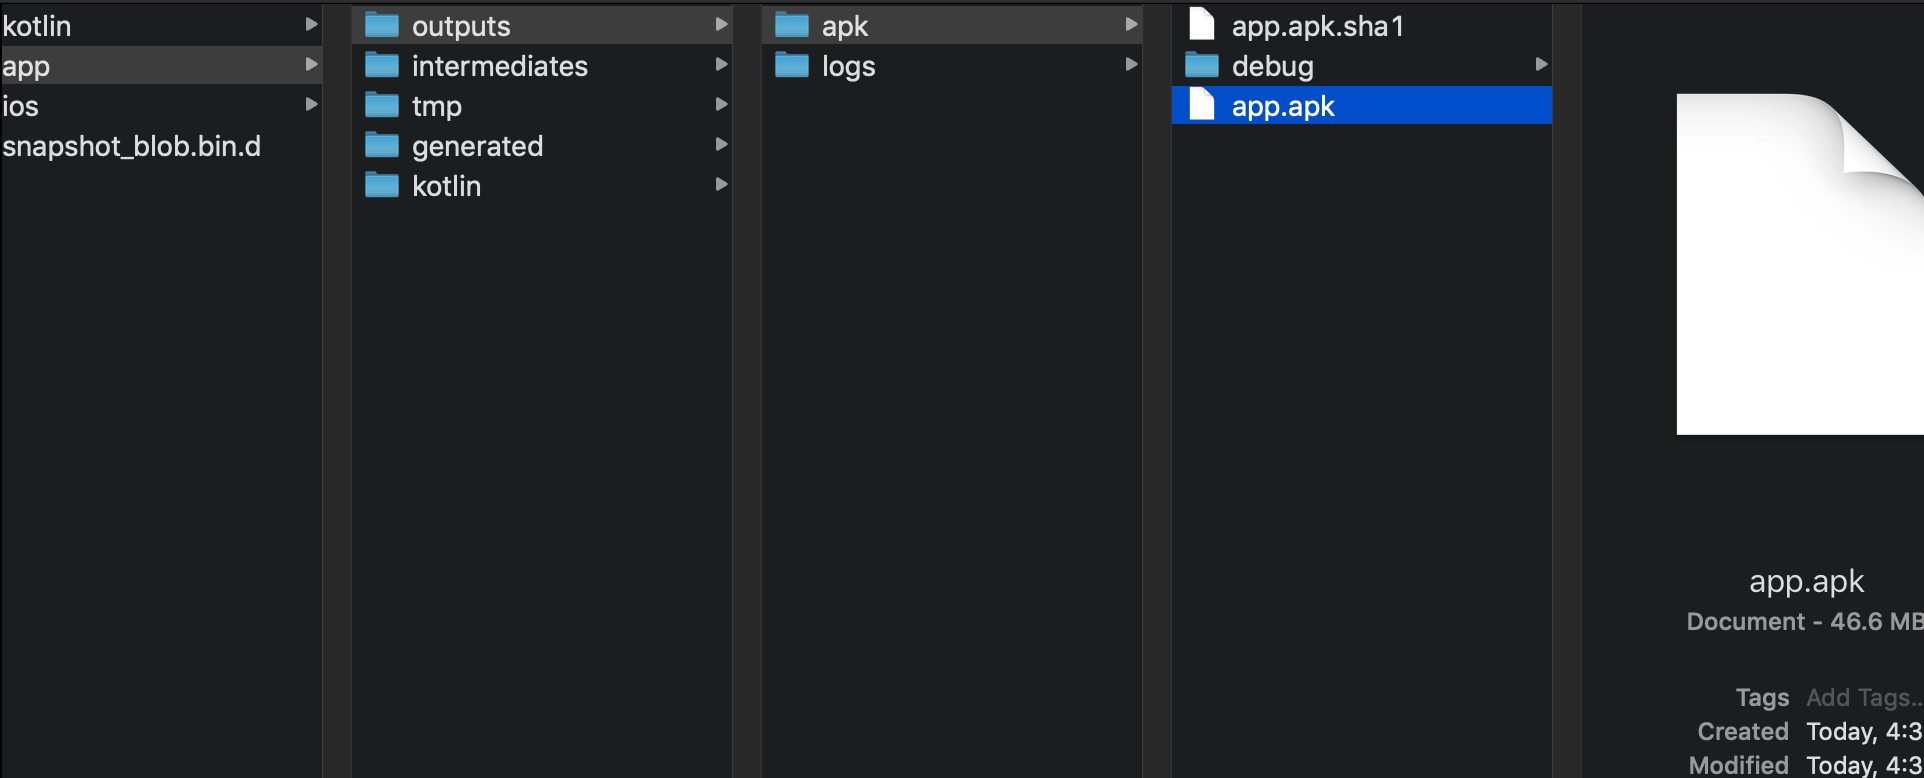 kotlin
app
ios
snapshot_blob.bin.d
outputs
intermediates
tmp
generated
kotlin
apk
logs
app.apk.sha1
debug
app.apk
app.apk
Document - 46.6 MB
Tags Add Tags..
Created Today, 4:3
Modified Today, 4:3